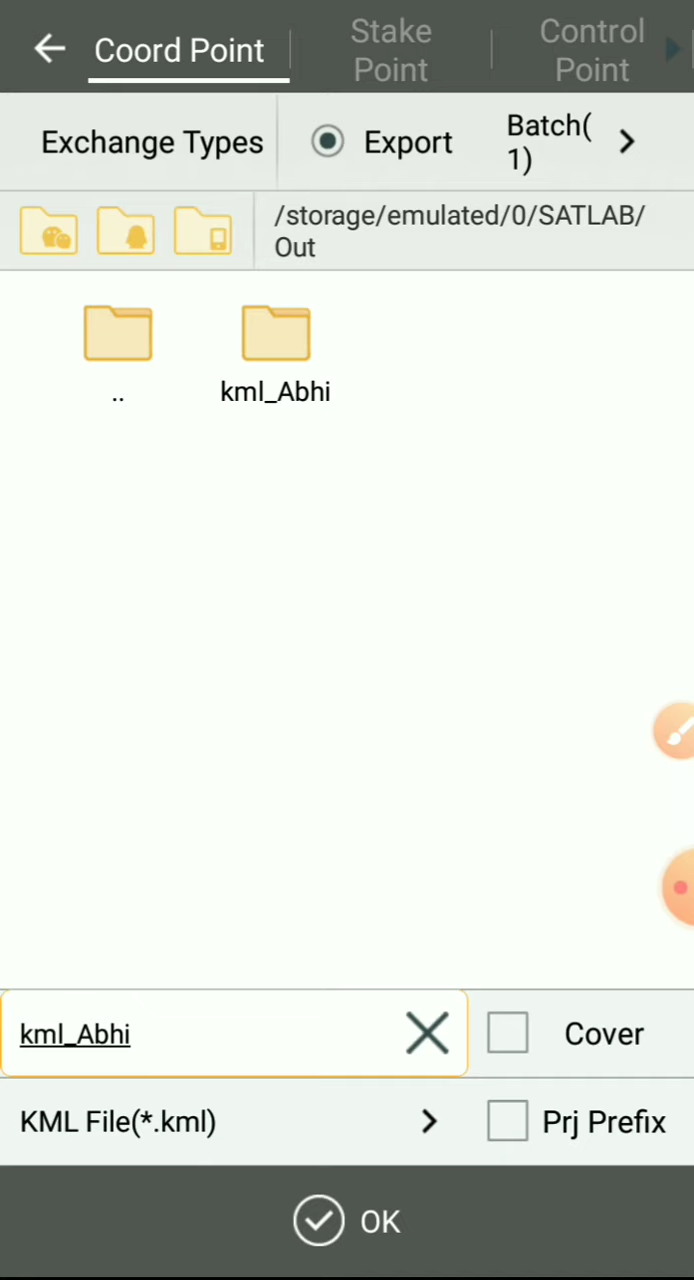 Coord Point
Stake
Point
Control
Point
Exchange Types
Export
Batch(
1)
/storage/emulated/0/SATLAB/
Out
..
kml_Abhi
kml_Abhi
Cover
KML File(*.kml)
Prj Prefix
OK